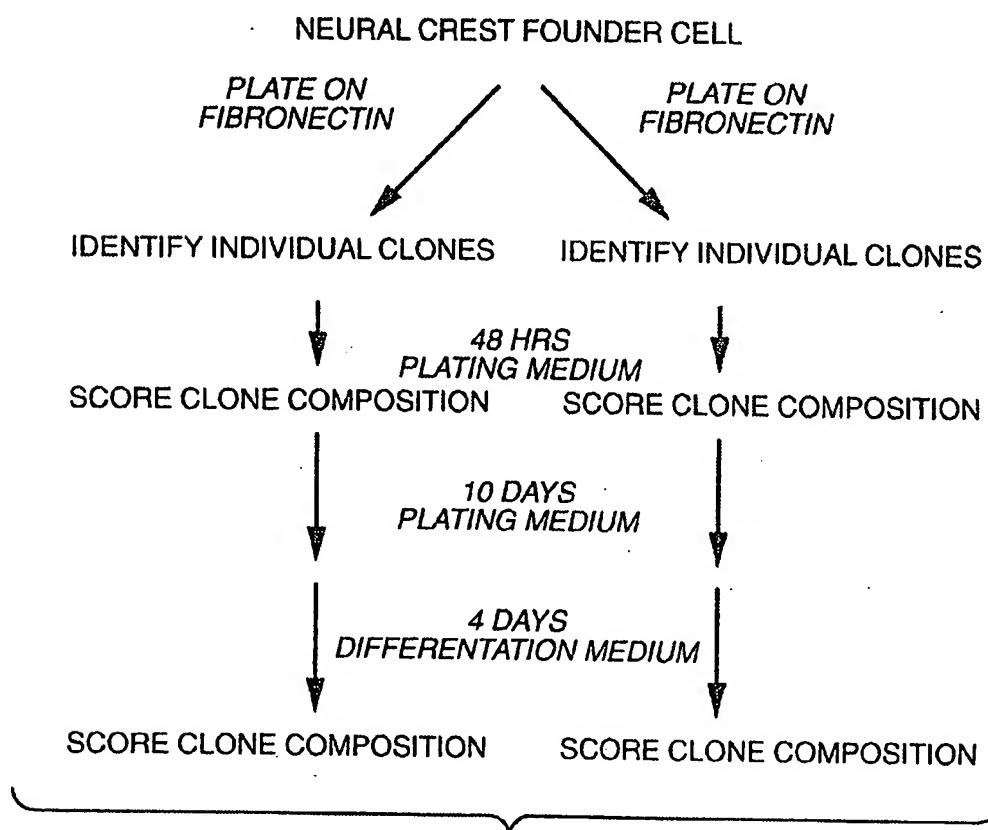 NEURAL CREST FOUNDER CELL
PLATE ON
FIBRONECTIN
PLATE ON
FIBRONECTIN
IDENTIFY INDIVIDUAL CLONES
IDENTIFY INDIVIDUAL CLONES
48 HRS
PLATING MEDIUM
SCORE CLONE COMPOSITION
SCORE CLONE COMPOSITION
10 DAYS
PLATING MEDIUM
4 DAYS
DIFFERENTATION MEDIUM
SCORE CLONE COMPOSITION
SCORE CLONE COMPOSITION